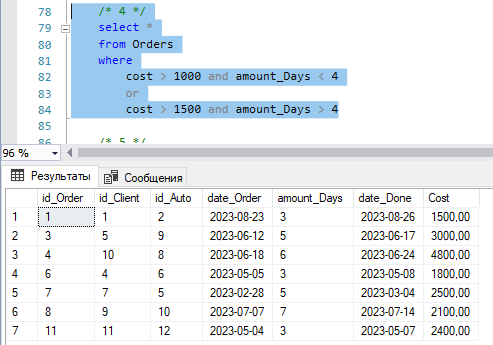 78 /* 4 */
79 select *
80 from Orders
81 where
82 cost > 1000 and amount_Days < 4
83 or
84 cost > 1500 and amount_Days > 4
85
86 /* 5 */
96 %
Результаты Сообщения
id_Order id_Client id_Auto date_Order amount_Days date_Done Cost
1 1 1 2 2023-08-23 3 2023-08-26 1500,00
2 3 5 9 2023-06-12 5 2023-06-17 3000,00
3 4 10 8 2023-06-18 6 2023-06-24 4800,00
4 6 4 6 2023-05-05 3 2023-05-08 1800,00
5 7 7 5 2023-02-28 5 2023-03-04 2500,00
6 8 9 10 2023-07-07 7 2023-07-14 2100,00
7 11 11 12 2023-05-04 3 2023-05-07 2400,00